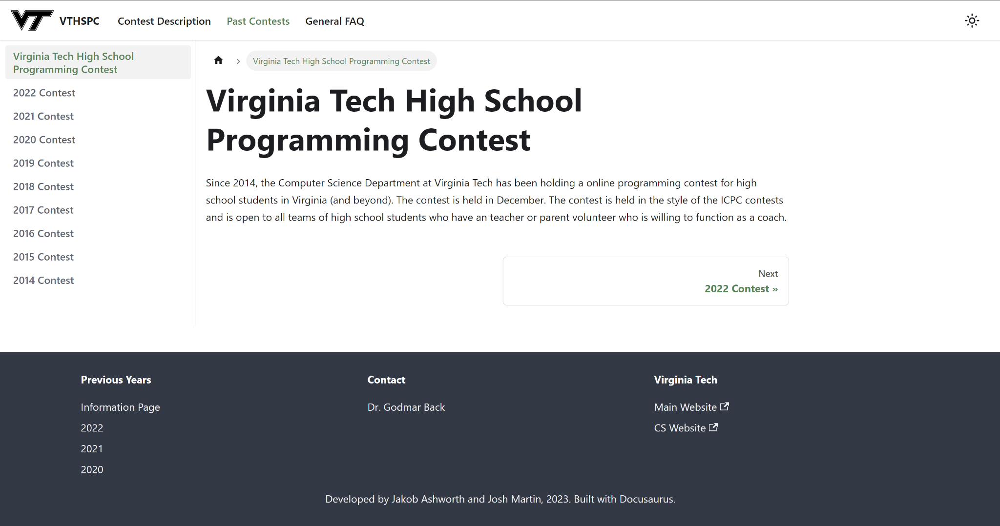 VT VTHSPC Contest Description Past Contests General FAQ
Virginia Tech High School
Programming Contest
2022 Contest
2021 Contest
2020 Contest
2019 Contest
2018 Contest
2017 Contest
2016 Contest
2015 Contest
2014 Contest
Virginia Tech High School Programming Contest
Virginia Tech High School
Programming Contest
Since 2014, the Computer Science Department at Virginia Tech has been holding a online programming contest for high
school students in Virginia (and beyond). The contest is held in December. The contest is held in the style of the ICPC contests
and is open to all teams of high school students who have an teacher or parent volunteer who is willing to function as a coach.
Next
2022 Contest »
Previous Years
Information Page
2022
2021
2020
Contact
Dr. Godmar Back
Virginia Tech
Main Website
CS Website
Developed by Jakob Ashworth and Josh Martin, 2023. Built with Docusaurus.